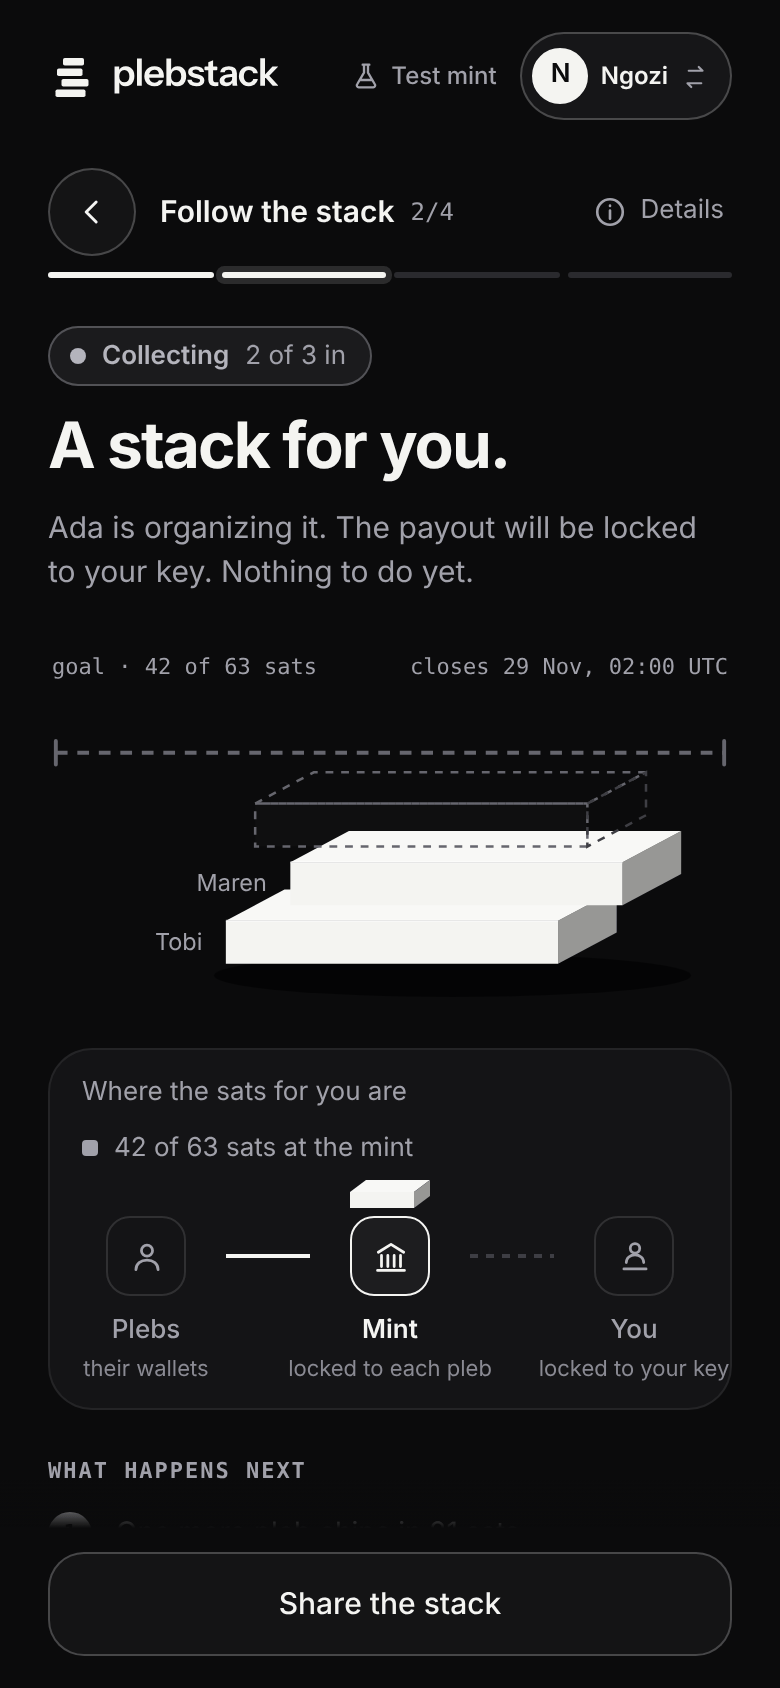 plebstack
Test mint
N
Ngozi
Follow the stack 2/4
Details
Collecting 2 of 3 in
A stack for you.
Ada is organizing it. The payout will be locked
to your key. Nothing to do yet.
goal · 42 of 63 sats
closes 29 Nov, 02:00 UTC
Maren
Tobi
Where the sats for you are
42 of 63 sats at the mint
Plebs
their wallets
Mint
locked to each pleb
You
locked to your key
WHAT HAPPENS NEXT
Share the stack